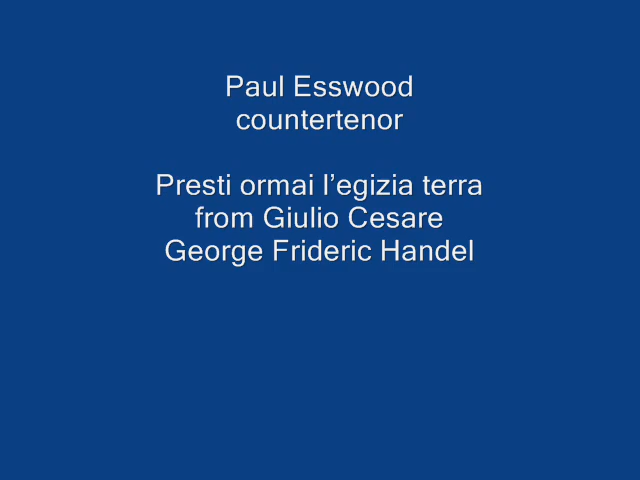 Paul Esswood
countertenor
Presti ormai l’egizia terra
from Giulio Cesare
George Frideric Handel